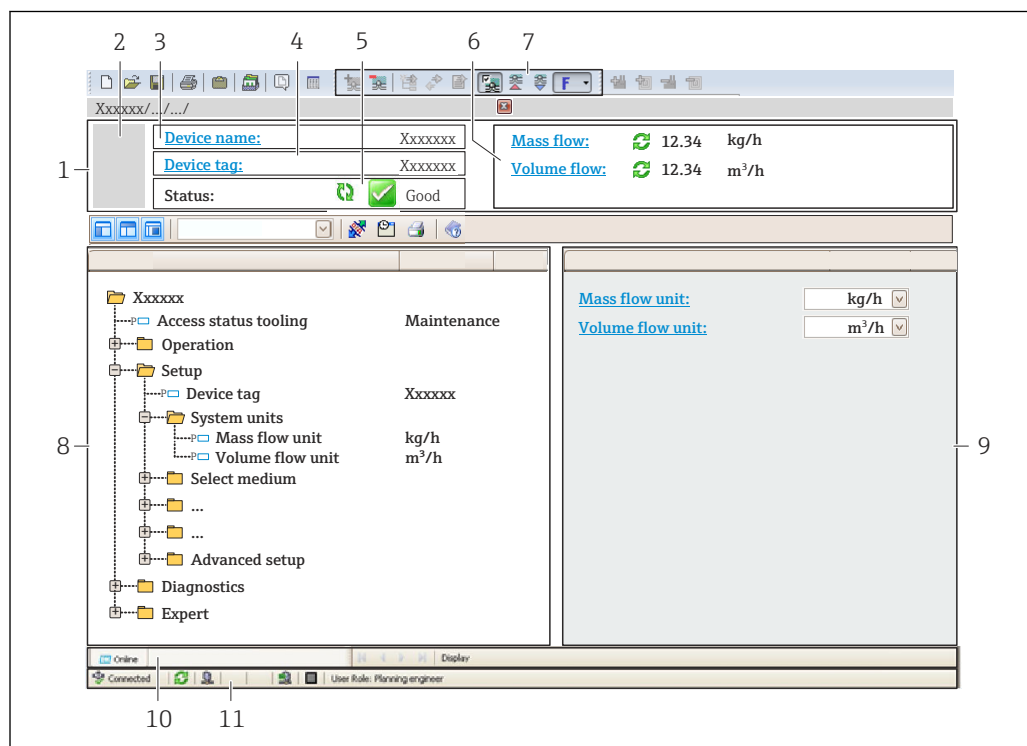 2 3 4 5 6 7
F
Xxxxxx/.../.../
Device name: Xxxxxxx
Mass flow: 12.34 kg/h
1
Device tag: Xxxxxxx
Volume flow: 12.34 m³/h
Status: Good
Xxxxxx
Mass flow unit: kg/h
P Access status tooling Maintenance
Volume flow unit: m³/h
Operation
Setup
P Device tag Xxxxxx
System units
P Mass flow unit kg/h
8 9
P Volume flow unit m³/h
Select medium
...
...
Advanced setup
Diagnostics
Expert
Online Display
Connected User Role: Planning engineer
10 11